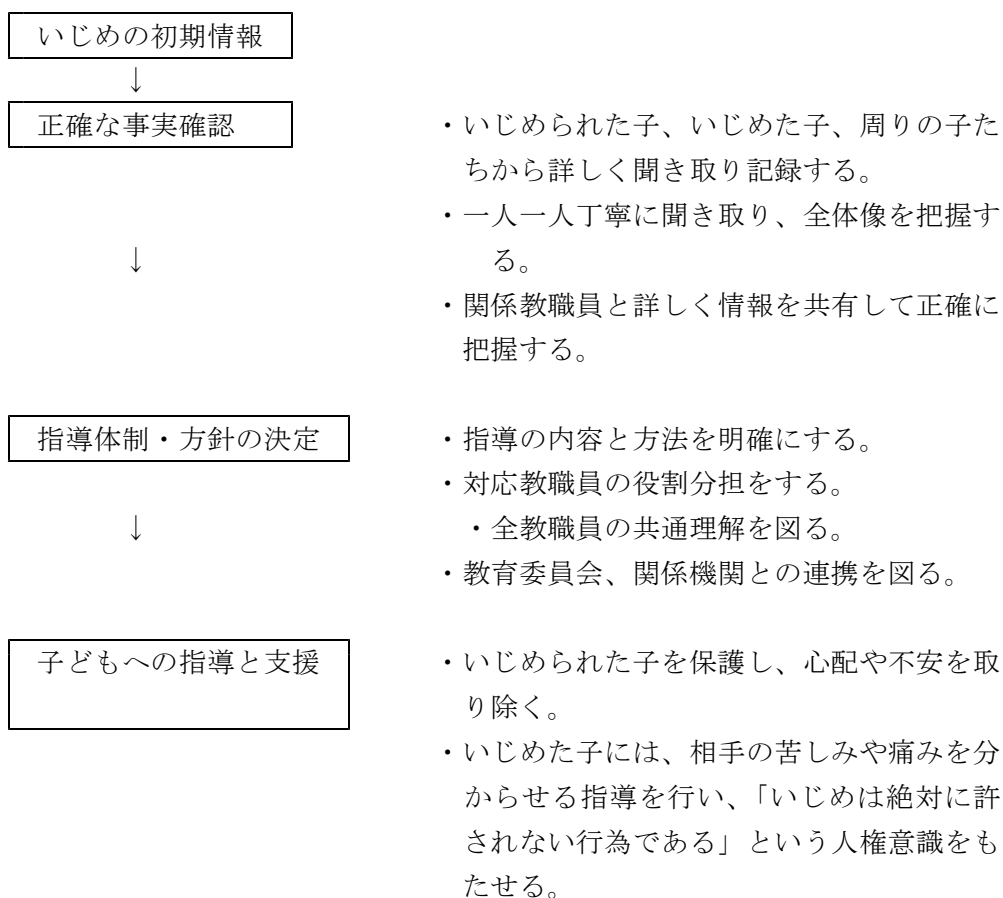 いじめの初期情報
↓
正確な事実確認
・いじめられた子、いじめた子、周りの子た
ちから詳しく聞き取り記録する。
・一人一人丁寧に聞き取り、全体像を把握す
↓
る。
・関係教職員と詳しく情報を共有して正確に
把握する。
指導体制・方針の決定
・指導の内容と方法を明確にする。
・対応教職員の役割分担をする。
↓
・全教職員の共通理解を図る。
・教育委員会、関係機関との連携を図る。
子どもへの指導と支援
・いじめられた子を保護し、心配や不安を取
り除く。
・いじめた子には、相手の苦しみや痛みを分
からせる指導を行い、「いじめは絶対に許
されない行為である」という人権意識をも
たせる。